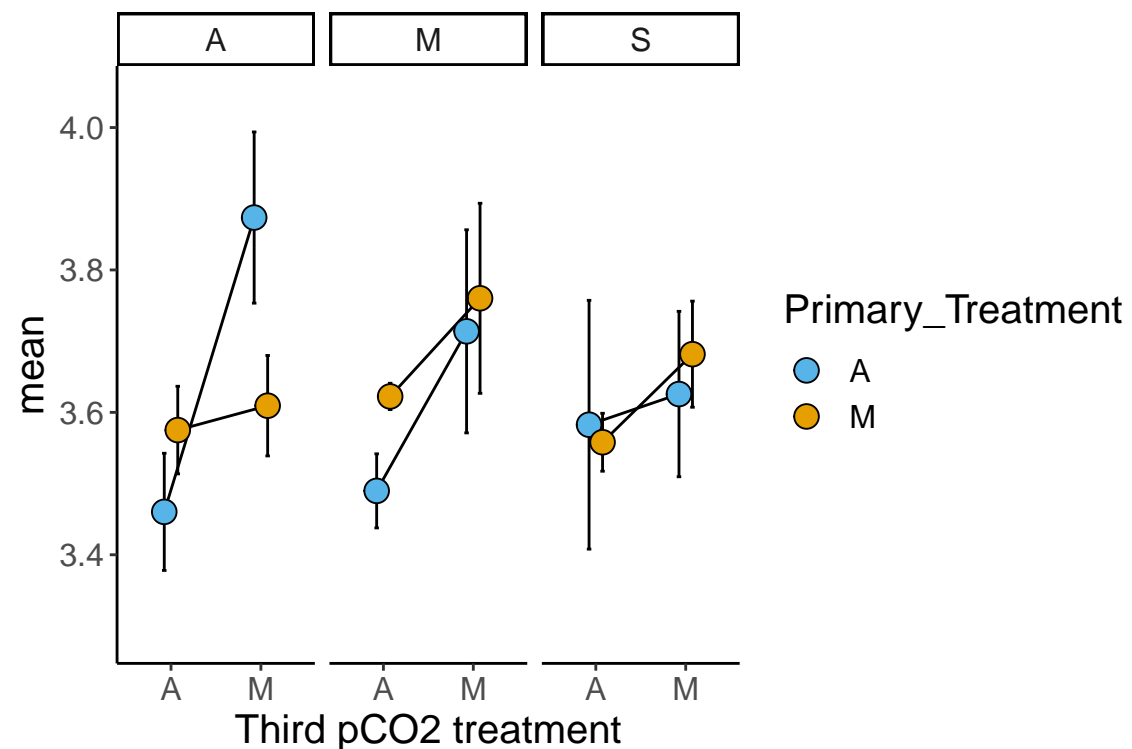 A M S
4.0
3.8
3.6
3.4
mean
A M A M A M
Third pCO2 treatment
Primary_Treatment
A
M